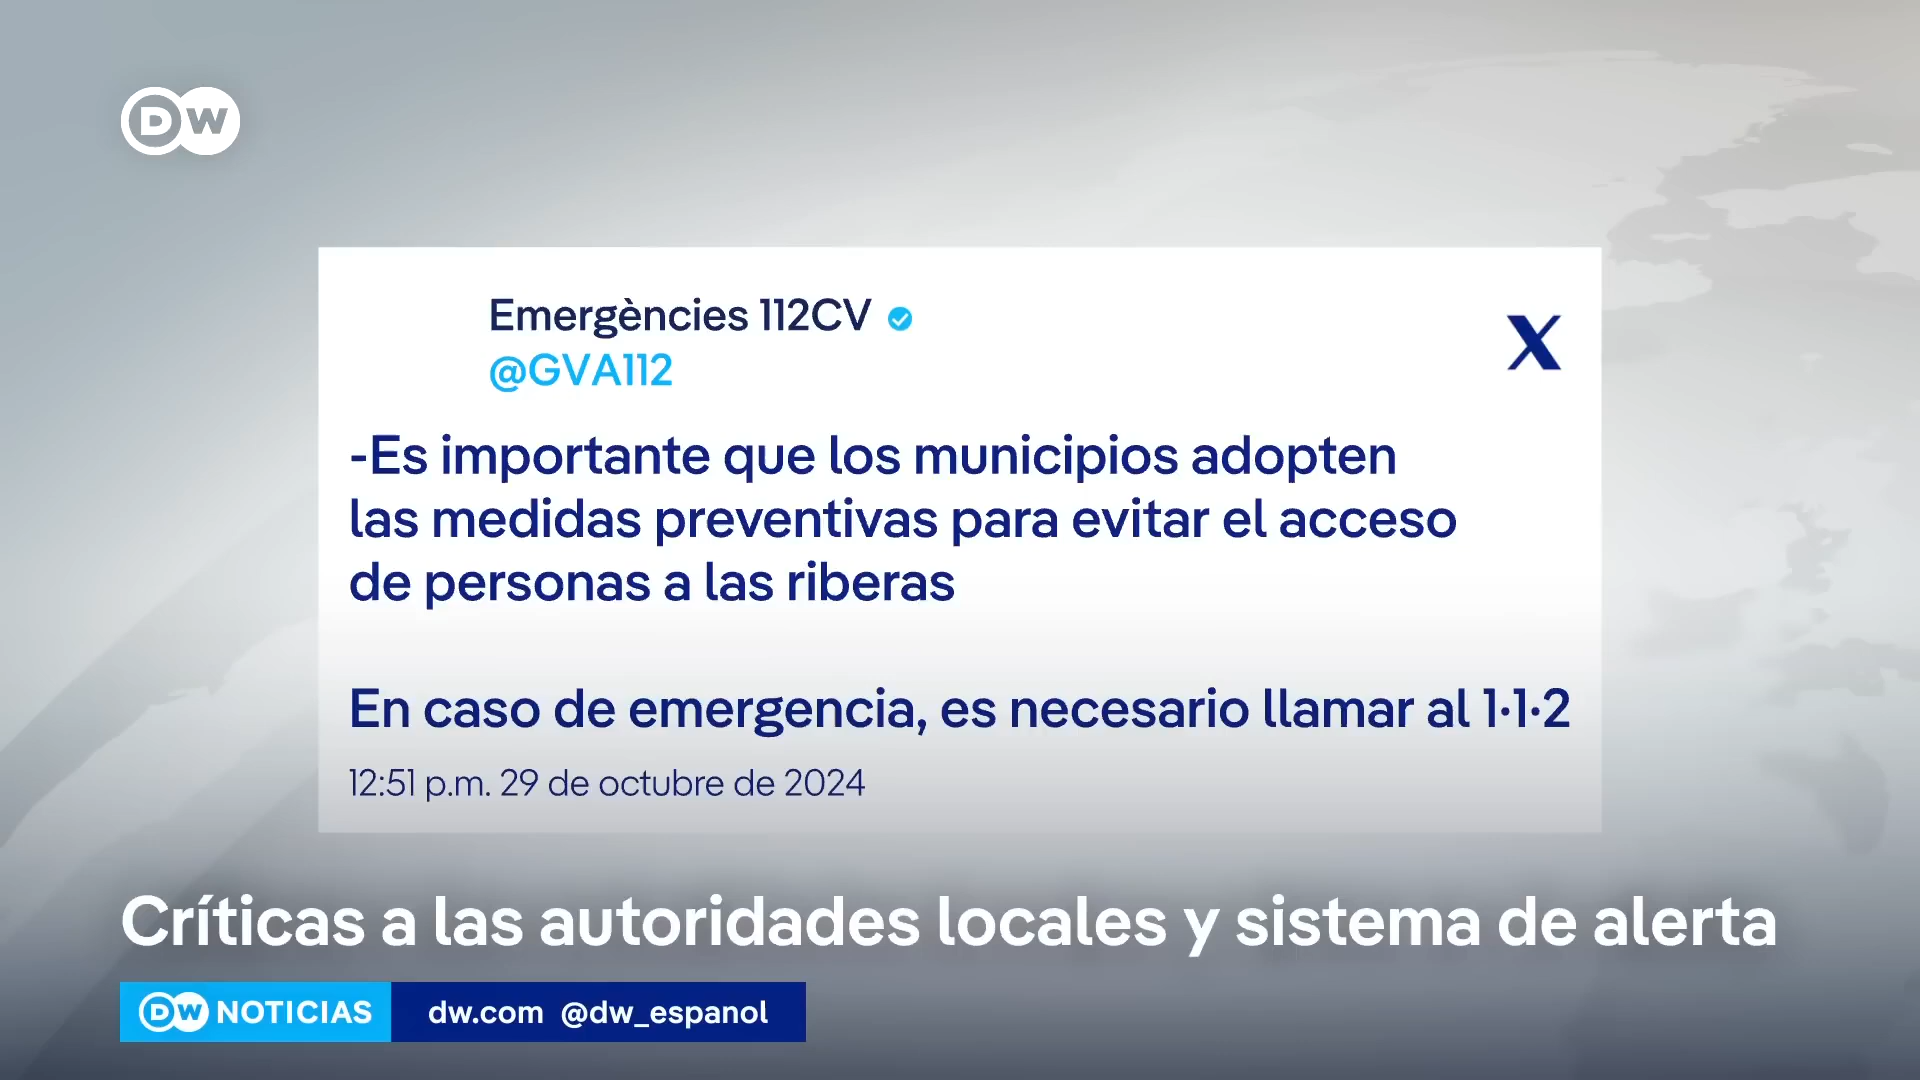 DW
Emergències 112CV
@GVA112
X
-Es importante que los municipios adopten
las medidas preventivas para evitar el acceso
de personas a las riberas
En caso de emergencia, es necesario llamar al 1·1·2
12:51 p.m. 29 de octubre de 2024
Críticas a las autoridades locales y sistema de alerta
DW NOTICIAS dw.com @dw_espanol